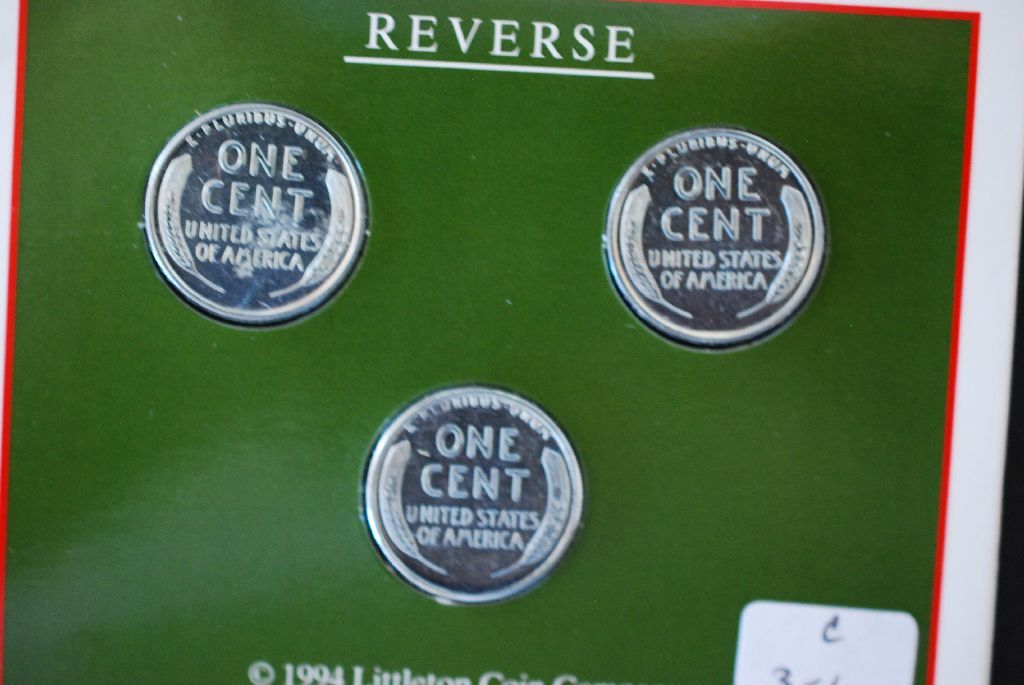 REVERSE
E·PLURIBUS·UNUM
ONE
CENT
UNITED STATES
OF AMERICA
E·PLURIBUS·UNUM
ONE
CENT
UNITED STATES
OF AMERICA
E·PLURIBUS·UNUM
ONE
CENT
UNITED STATES
OF AMERICA
© 1994 Littleton Coin
C